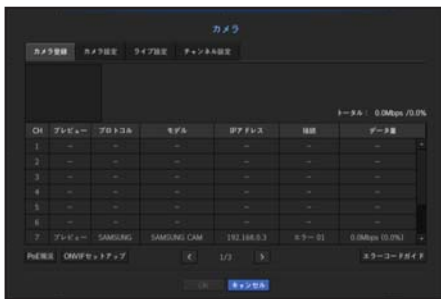 カメラ
カメラ登録 カメラ設定 ライブ設定 チャンネル設定
トータル : 0.0Mbps /0.0%
CH プレビュー プロトコル モデル IPアドレス 接続 データ量
1 -- -- -- -- -- --
2 -- -- -- -- -- --
3 -- -- -- -- -- --
4 -- -- -- -- -- --
5 -- -- -- -- -- --
6 -- -- -- -- -- --
7 プレビュー SAMSUNG SAMSUNG CAM 192.168.0.3 エラー 01 0.0Mbps (0.0%)
PoE概況 ONVIFセットアップ < 1/3 > エラーコードガイド
OK キャンセル